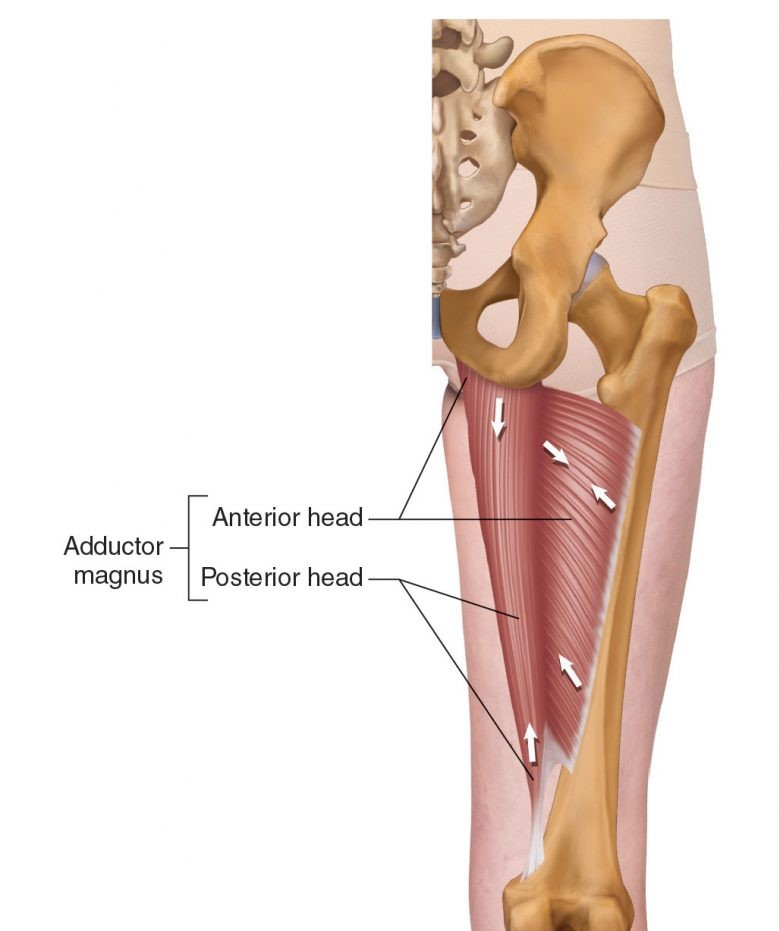 Anterior head
Adductor
magnus
Posterior head